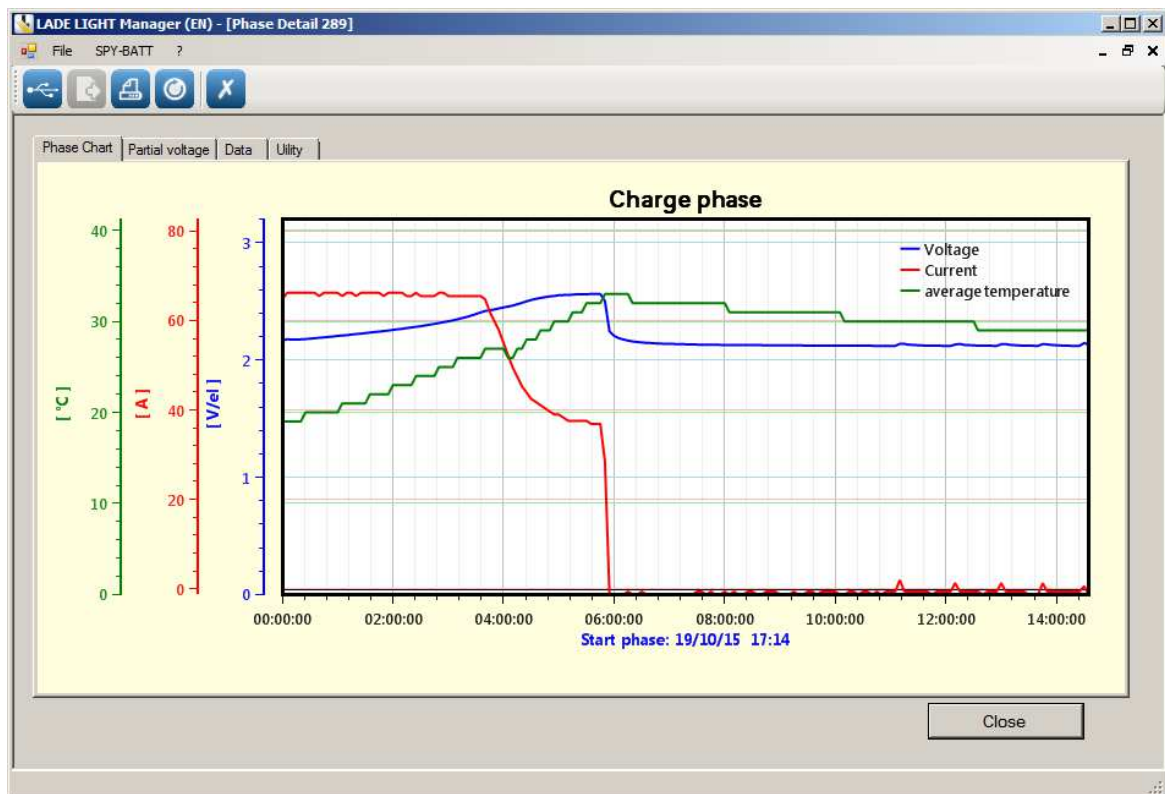 LADE LIGHT Manager (EN) - [Phase Detail 289]
File SPY-BATT ?
Phase Chart Partial voltage Data Uility
Charge phase
40 80 3
Voltage
Current
average temperature
30 60 2
[ °C ] [ A ] [ V/el ]
20 40
1
10 20
0 0 0
00:00:00 02:00:00 04:00:00 06:00:00 08:00:00 10:00:00 12:00:00 14:00:00
Start phase: 19/10/15 17:14
Close